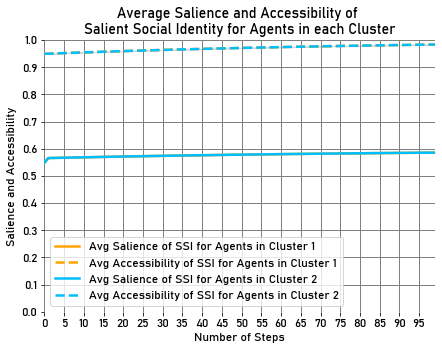 Average Salience and Accessibility of
Salient Social Identity for Agents in each Cluster
Salience and Accessibility
1.0
0.9
0.8
0.7
0.6
0.5
0.4
0.3
0.2
0.1
0.0
Avg Salience of SSI for Agents in Cluster 1
Avg Accessibility of SSI for Agents in Cluster 1
Avg Salience of SSI for Agents in Cluster 2
Avg Accessibility of SSI for Agents in Cluster 2
0 5 10 15 20 25 30 35 40 45 50 55 60 65 70 75 80 85 90 95
Number of Steps